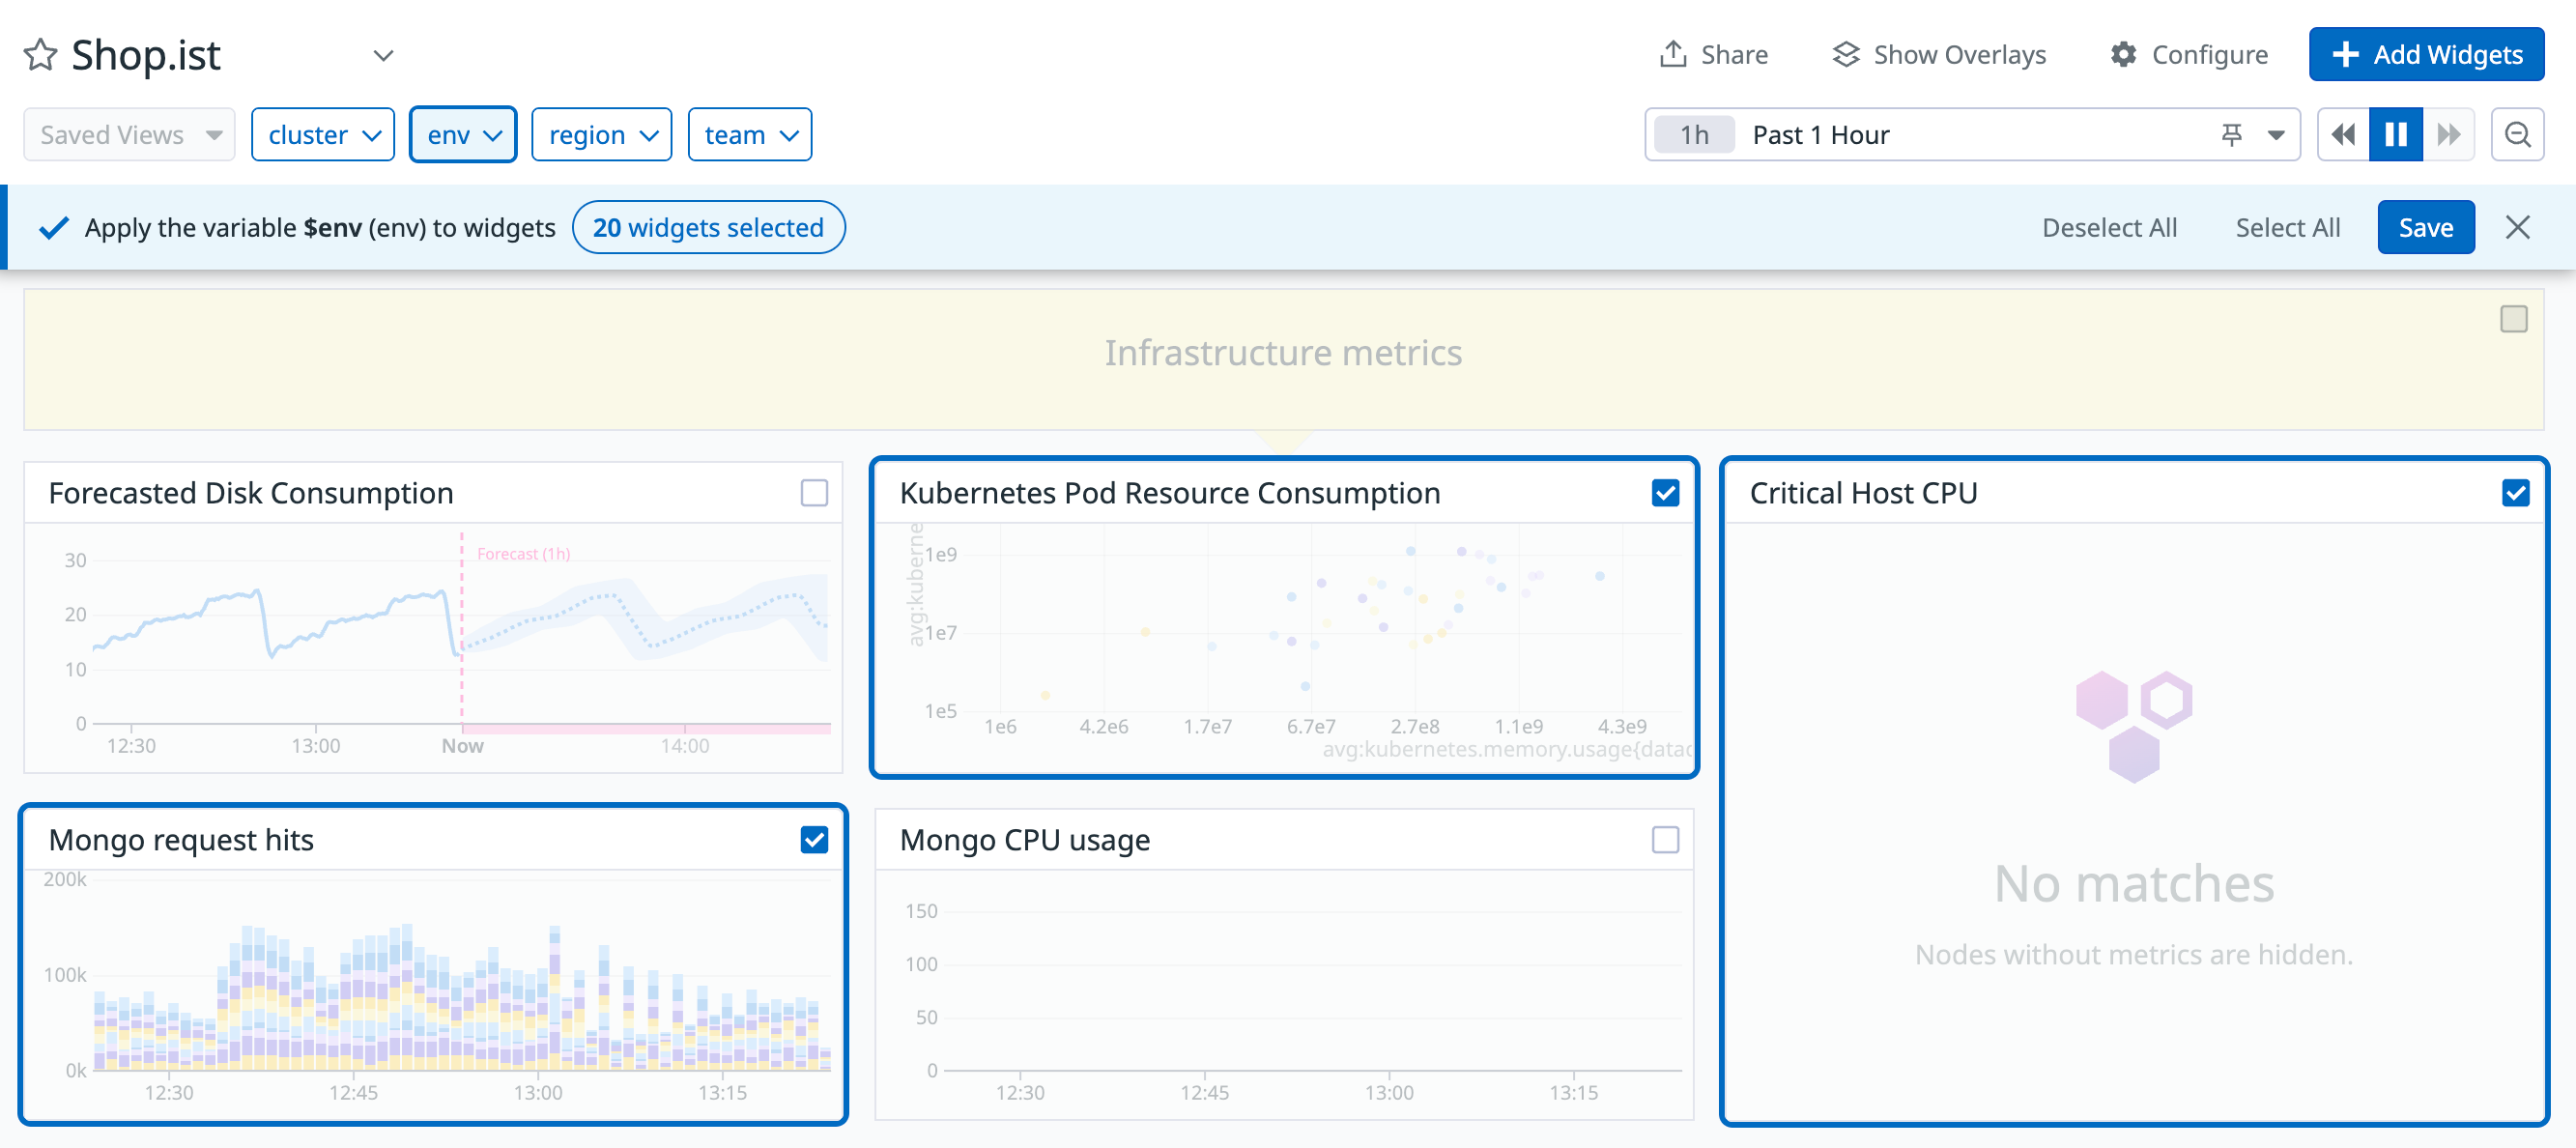 Shop.ist
Share
Show Overlays
Configure
Add Widgets
Saved Views
cluster
env
region
team
1h Past 1 Hour
Apply the variable $env (env) to widgets
20 widgets selected
Deselect All
Select All
Save
Infrastructure metrics
Forecasted Disk Consumption
Forecast (1h)
30
20
10
0
12:30
13:00
Now
14:00
Kubernetes Pod Resource Consumption
avg:kuberne
1e9
1e7
1e5
1e6
4.2e6
1.7e7
6.7e7
2.7e8
1.1e9
4.3e9
avg:kubernetes.memory.usage{datac
Critical Host CPU
No matches
Nodes without metrics are hidden.
Mongo request hits
200k
100k
0k
12:30
12:45
13:00
13:15
Mongo CPU usage
150
100
50
0
12:30
12:45
13:00
13:15